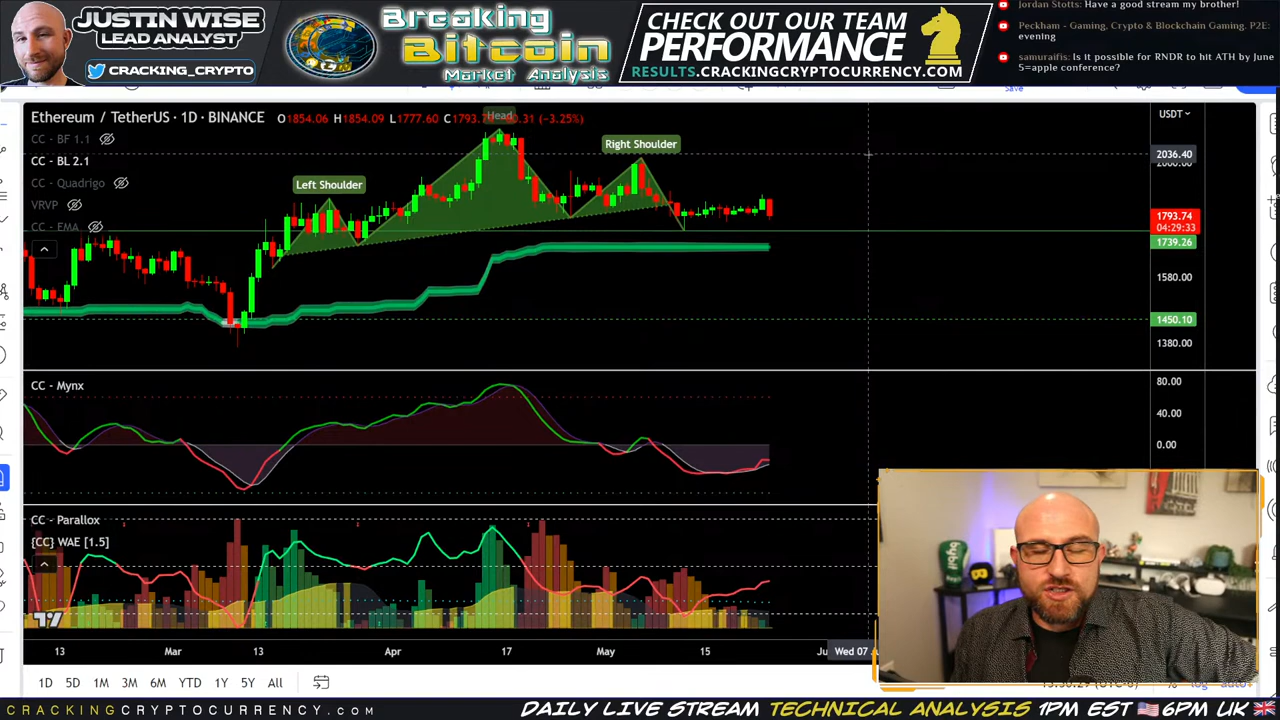 JUSTIN WISE
LEAD ANALYST
CRACKING_CRYPTO
Breaking
Bitcoin
Market Analysis
CHECK OUT OUR TEAM
PERFORMANCE
RESULTS.CRACKINGCRYPTOCURRENCY.COM
Jordan Stotts: Have a good stream my brother!
Peckham - Gaming, Crypto & Blockchain Gaming, P2E:
evening
samuraifis: Is it possible for RNDR to hit ATH by June
5=apple conference?
Save
Ethereum / TetherUS · 1D · BINANCE O1854.06 H1854.09 L1777.60
(−3.25%)
USDT
CC - BF 1.1
CC - BL 2.1
CC - Quadrigo
VRVP
CC - EMA
Head
Left Shoulder
Right Shoulder
2036.40
1793.74
04:29:33
1739.26
1580.00
1450.10
1380.00
CC - Mynx
80.00
40.00
0.00
CC - Parallox
{CC} WAE [1.5]
13 Mar 13 Apr 17 May 15
Wed 07
1D 5D 1M 3M 6M YTD 1Y 5Y All
bybit
CRACKINGCRYPTOCURRENCY.COM
DAILY LIVE STREAM TECHNICAL ANALYSIS 1PM EST 6PM UK